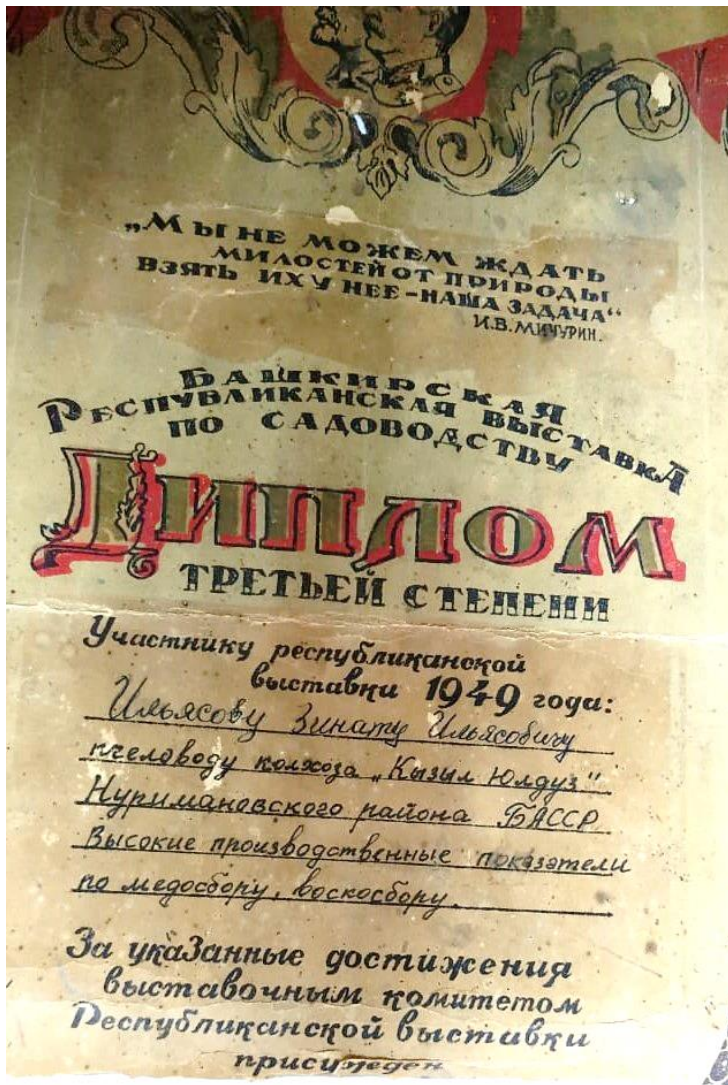 „Мы не можем ждать
милостей от природы
взять их у нее – наша задача“
И.В. Мичурин.
Башкирская
Республиканская выставка
по садоводству
Диплом
третьей степени
Участнику республиканской
выставки 1949 года:
Ильясову Зинату Ильясовичу
пчеловоду колхоза „Кызыл Юлдуз“
Нуримановского района БАССР
Высокие производственные показатели
по медосбору, воскосбору.
За указанные достижения
выставочным комитетом
Республиканской выставки
присужден